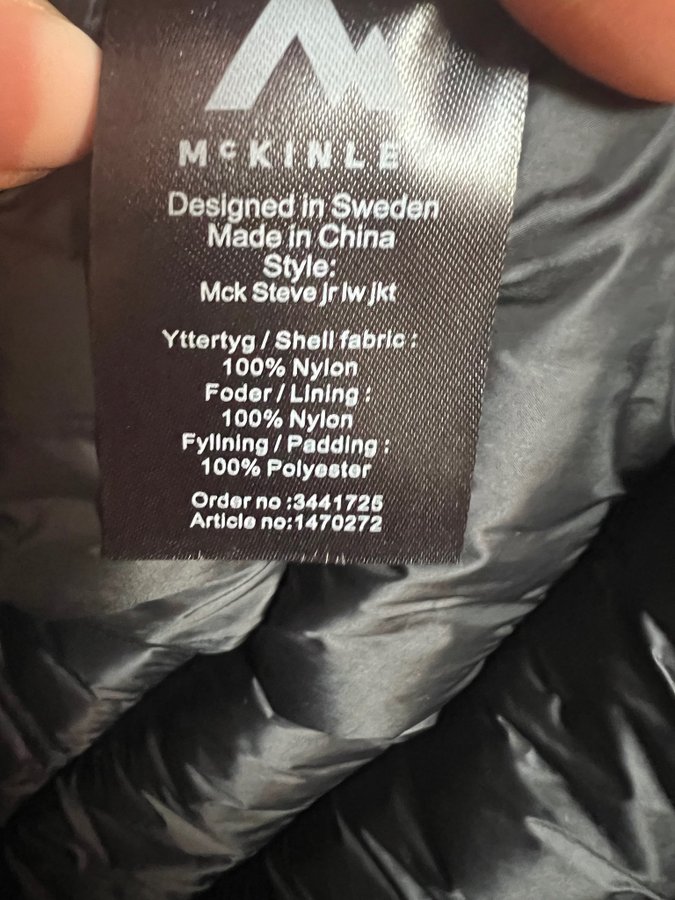 McKINLE
Designed in Sweden
Made in China
Style:
Mck Steve jr lw jkt
Yttertyg / Shell fabric :
100% Nylon
Foder / Lining :
100% Nylon
Fyllning / Padding :
100% Polyester
Order no :3441725
Article no:1470272